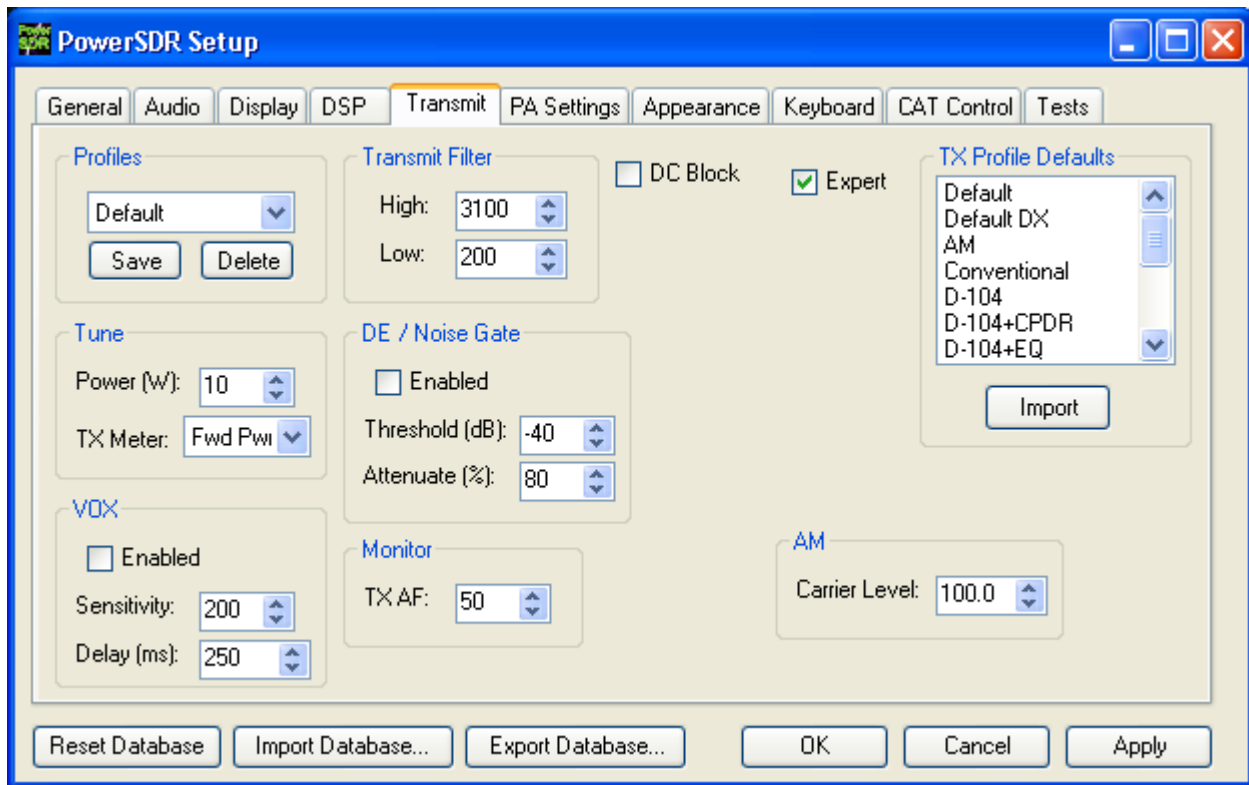 PowerSDR Setup
General Audio Display DSP Transmit PA Settings Appearance Keyboard CAT Control Tests
Profiles
Default
Save Delete
Transmit Filter
High: 3100
Low: 200
DC Block
Expert
TX Profile Defaults
Default
Default DX
AM
Conventional
D-104
D-104+CPDR
D-104+EQ
Import
Tune
Power (W): 10
TX Meter: Fwd Pwr
DE / Noise Gate
Enabled
Threshold (dB): -40
Attenuate (%): 80
VOX
Enabled
Sensitivity: 200
Delay (ms): 250
Monitor
TX AF: 50
AM
Carrier Level: 100.0
Reset Database Import Database... Export Database... OK Cancel Apply